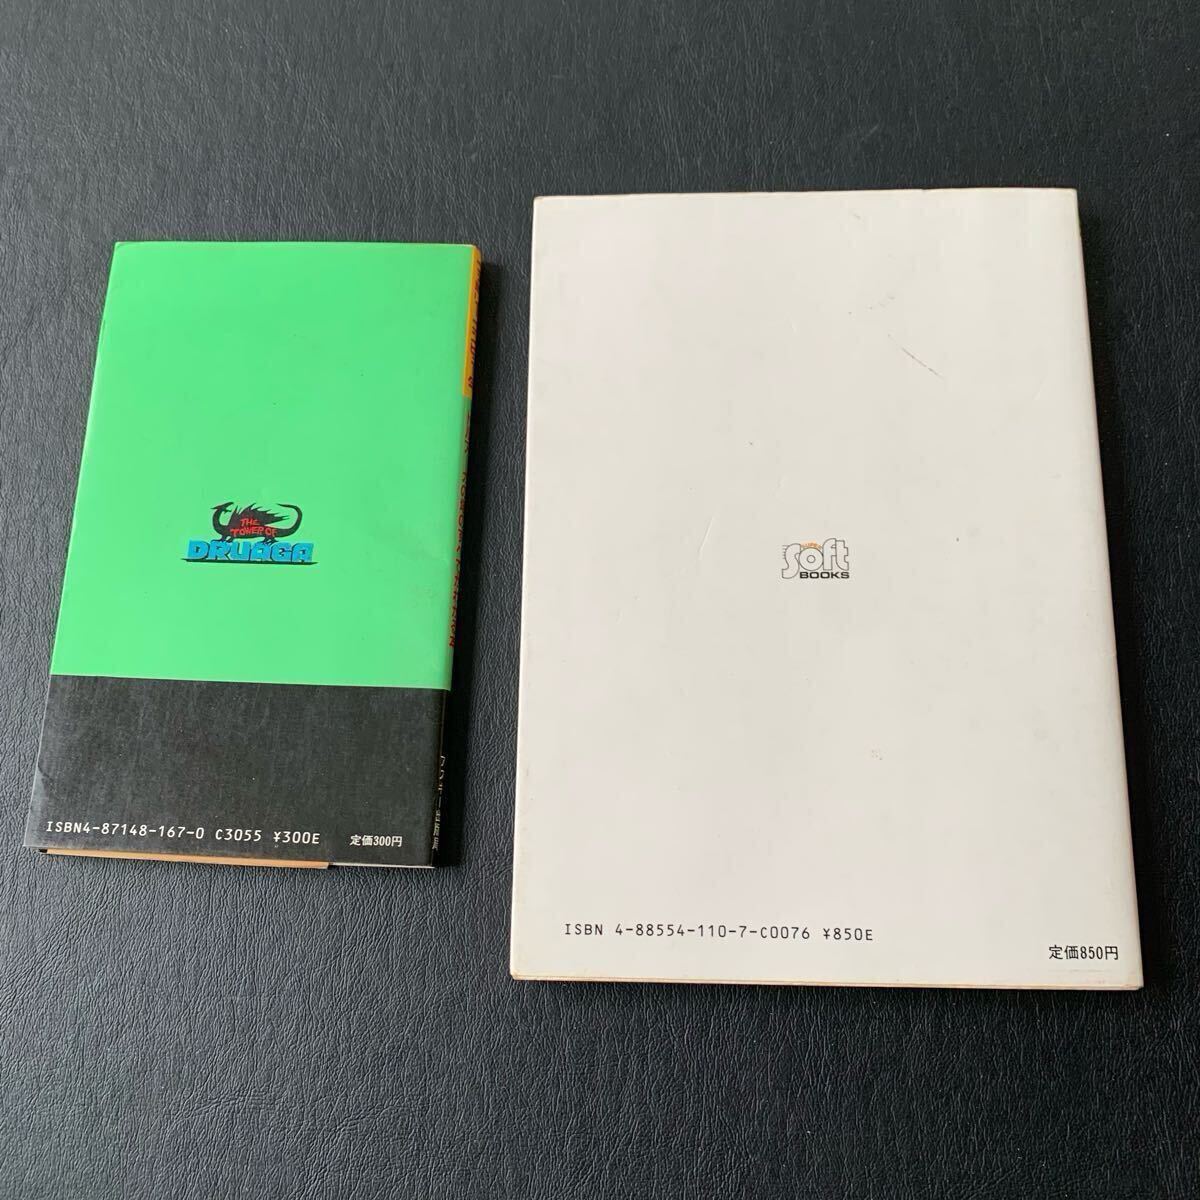 THE
TOWER OF
DRUAGA
ISBN4-87148-167-0 C3055 ¥300E
定価300円
SUPER
Soft
BOOKS
ISBN 4-88554-110-7-C0076 ¥850E
定価850円